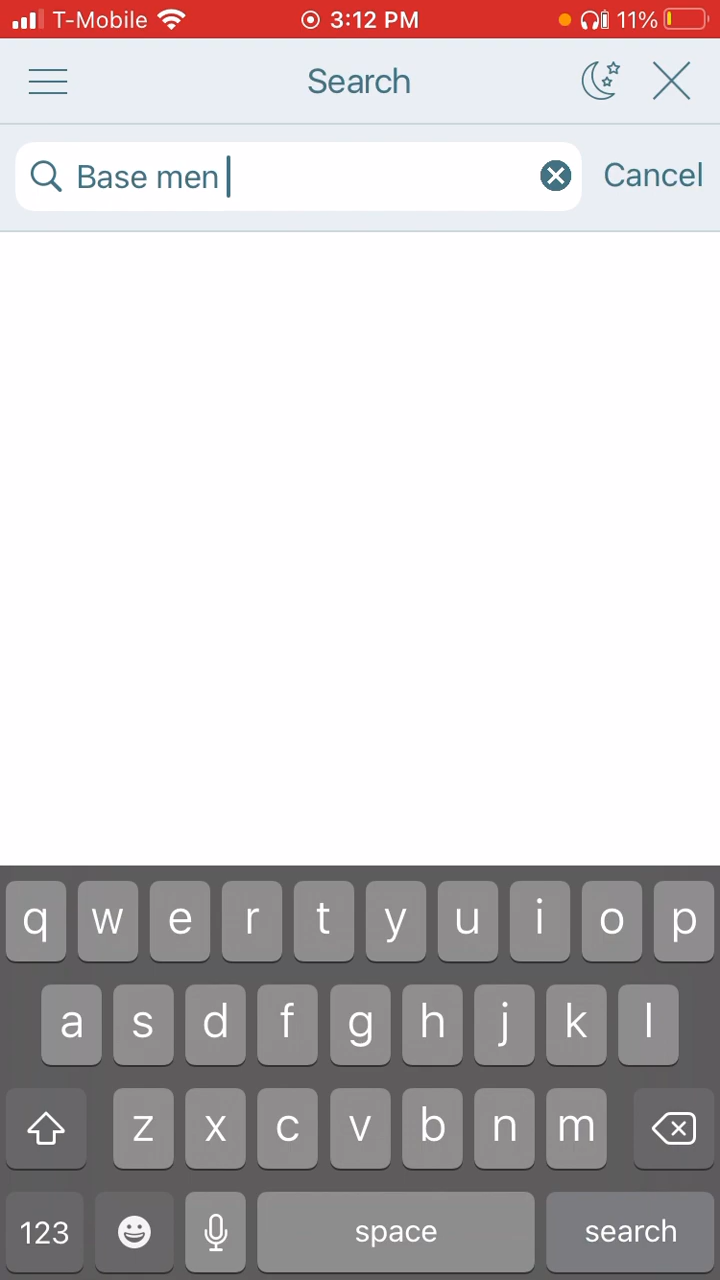 T-Mobile 3:12 PM 11%
Search
Base men Cancel
q w e r t y u i o p
a s d f g h j k l
z x c v b n m
123 space search